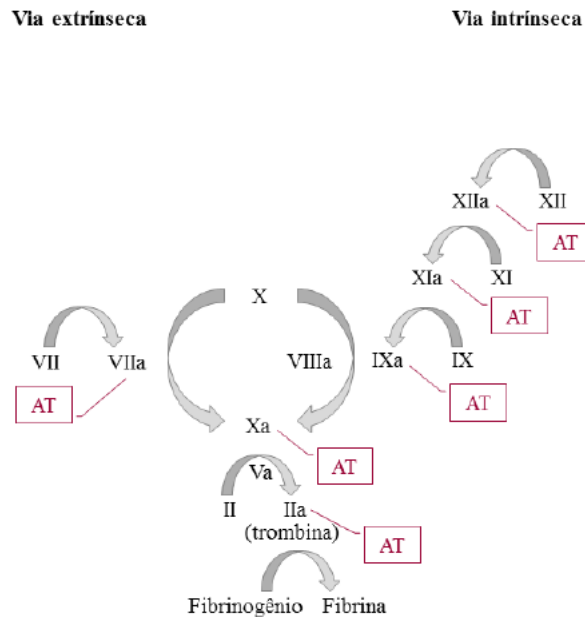 Via extrínseca
Via intrínseca
XIIa
XII
AT
XIa
XI
AT
X
VII
VIIa
VIIIa
IXa
IX
AT
AT
Xa
AT
Va
II
IIa
(trombina)
AT
Fibrinogênio
Fibrina